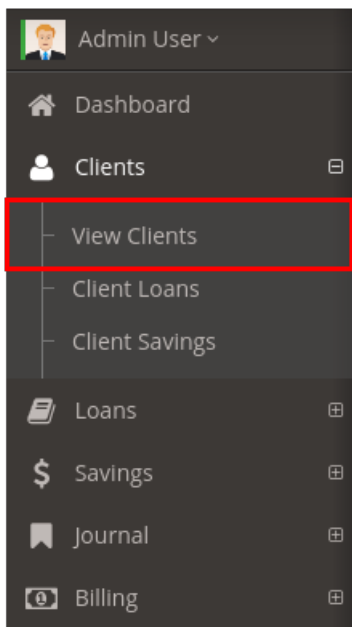 Admin User
Dashboard
Clients
View Clients
Client Loans
Client Savings
Loans
Savings
Journal
Billing